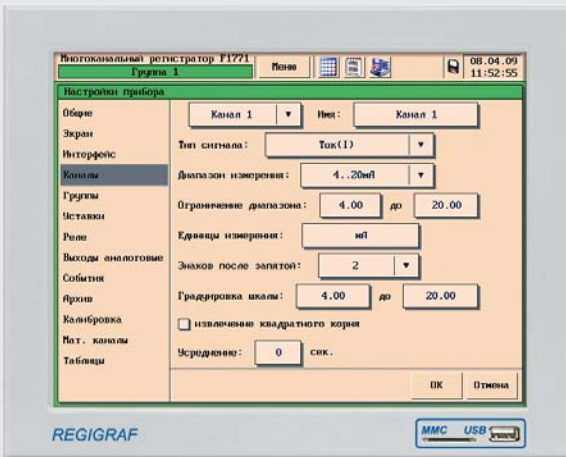 Многоканальный регистратор F1771
Группа 1
Меню
08.04.09
11:52:55
Настройки прибора
Общие
Экран
Интерфейс
Каналы
Группы
Уставки
Реле
Выходы аналоговые
События
Архив
Калибровка
Мат. каналы
Таблицы
Канал 1 Имя: Канал 1
Тип сигнала: Ток(I)
Диапазон измерения: 4..20мА
Ограничение диапазона: 4.00 до 20.00
Единицы измерения: мА
Знаков после запятой: 2
Градуировка шкалы: 4.00 до 20.00
извлечение квадратного корня
Усреднение: 0 сек.
OK Отмена
REGIGRAF
MMC USB